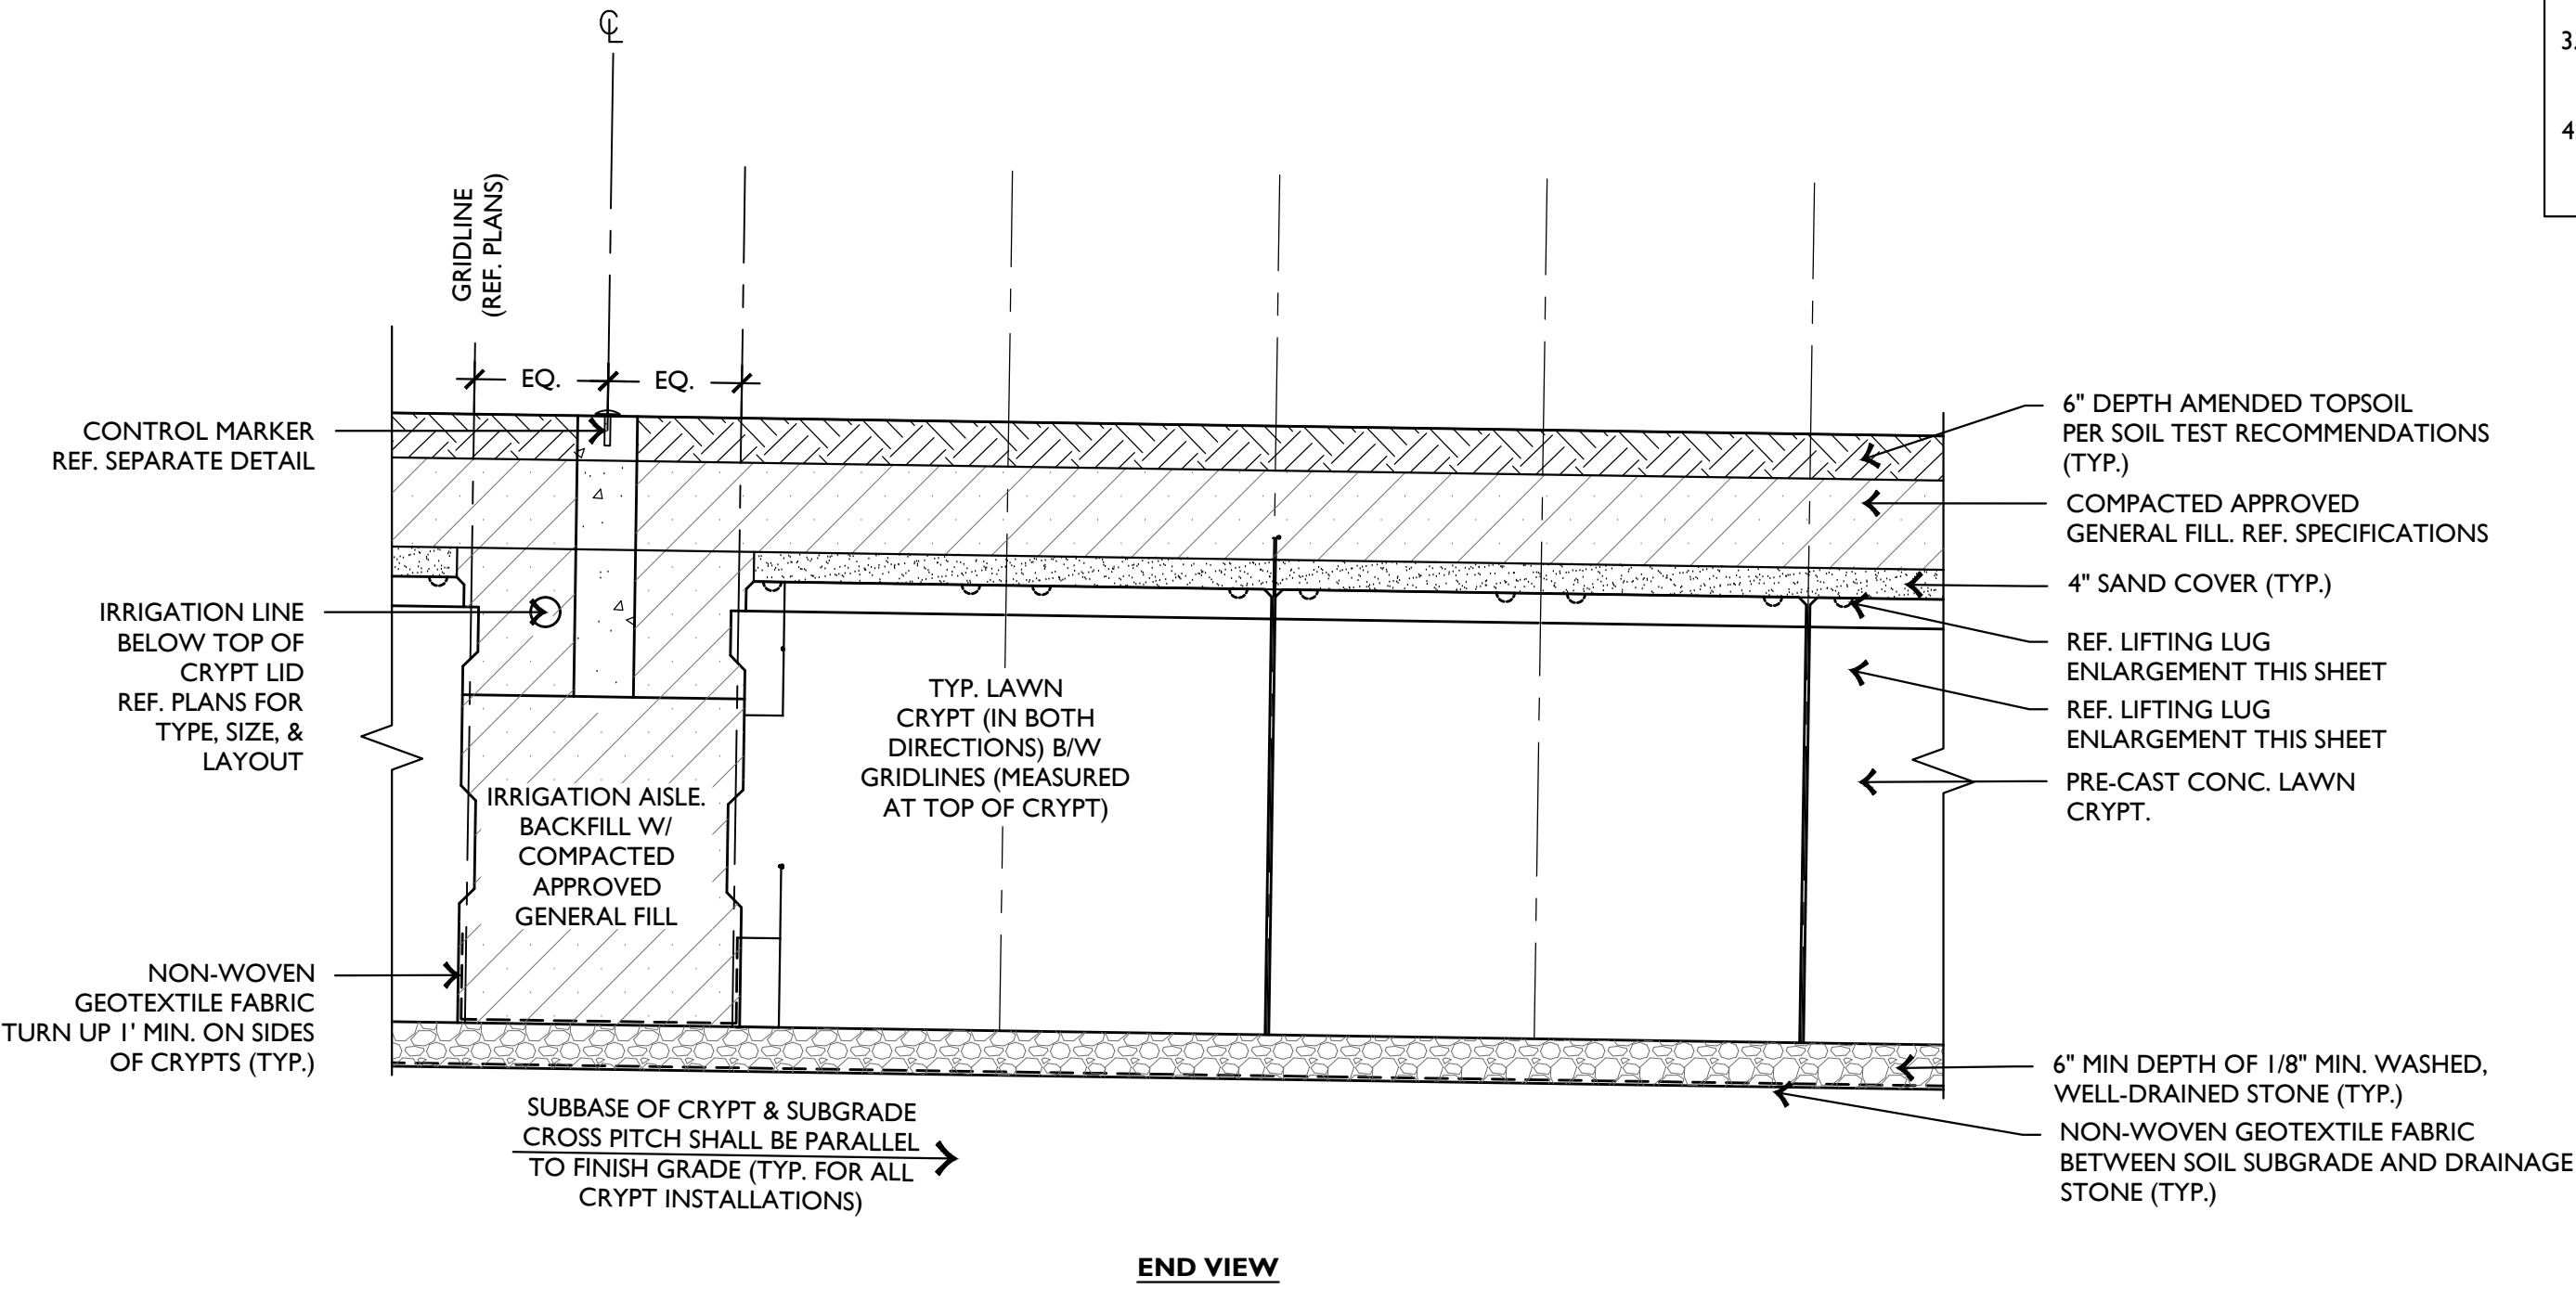 3.
4
℄
GRIDLINE
(REF. PLANS)
EQ.
EQ.
CONTROL MARKER
REF. SEPARATE DETAIL
IRRIGATION LINE
BELOW TOP OF
CRYPT LID
REF. PLANS FOR
TYPE, SIZE, &
LAYOUT
NON-WOVEN
GEOTEXTILE FABRIC
TURN UP 1' MIN. ON SIDES
OF CRYPTS (TYP.)
IRRIGATION AISLE.
BACKFILL W/
COMPACTED
APPROVED
GENERAL FILL
TYP. LAWN
CRYPT (IN BOTH
DIRECTIONS) B/W
GRIDLINES (MEASURED
AT TOP OF CRYPT)
6" DEPTH AMENDED TOPSOIL
PER SOIL TEST RECOMMENDATIONS
(TYP.)
COMPACTED APPROVED
GENERAL FILL. REF. SPECIFICATIONS
4" SAND COVER (TYP.)
REF. LIFTING LUG
ENLARGEMENT THIS SHEET
REF. LIFTING LUG
ENLARGEMENT THIS SHEET
PRE-CAST CONC. LAWN
CRYPT.
6" MIN DEPTH OF 1/8" MIN. WASHED,
WELL-DRAINED STONE (TYP.)
NON-WOVEN GEOTEXTILE FABRIC
BETWEEN SOIL SUBGRADE AND DRAINAGE
STONE (TYP.)
SUBBASE OF CRYPT & SUBGRADE
CROSS PITCH SHALL BE PARALLEL
TO FINISH GRADE (TYP. FOR ALL
CRYPT INSTALLATIONS)
END VIEW